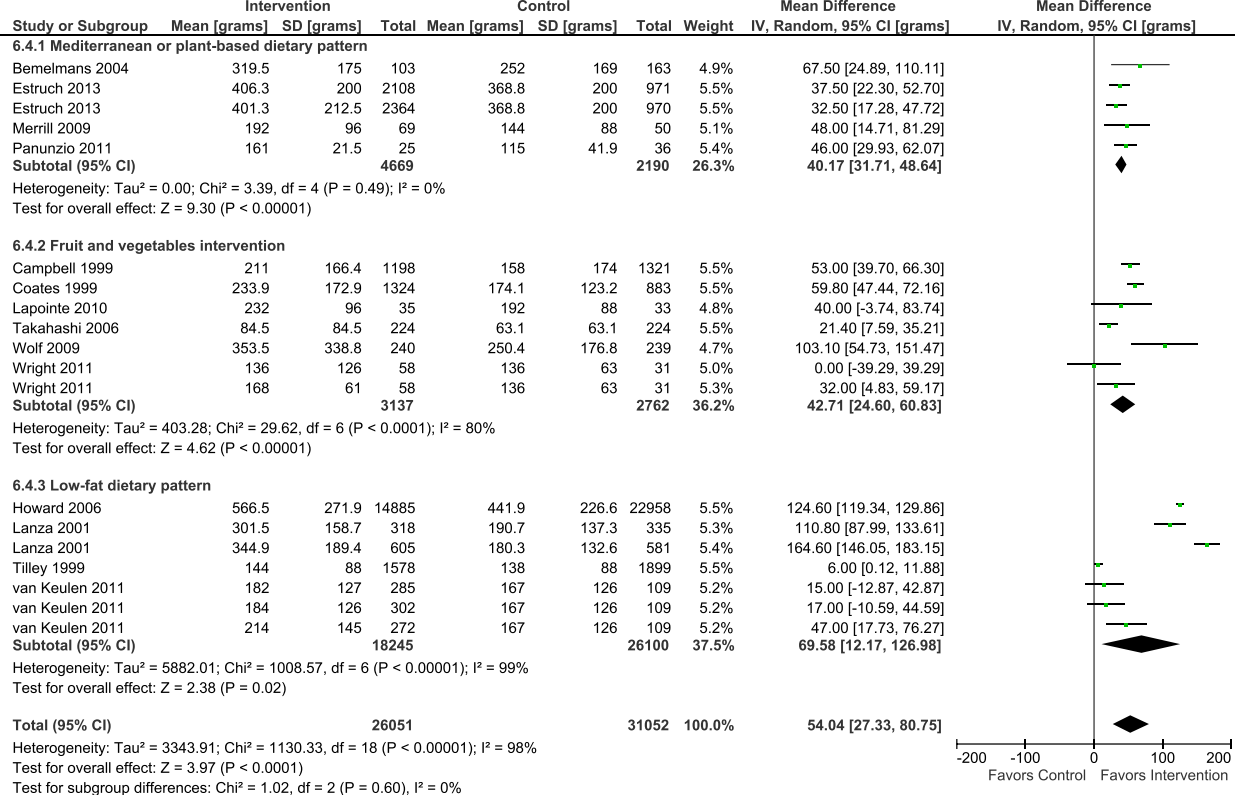 Intervention Control Mean Difference Mean Difference
Study or Subgroup Mean [grams] SD [grams] Total Mean [grams] SD [grams] Total Weight IV, Random, 95% CI [grams] IV, Random, 95% CI [grams]
6.4.1 Mediterranean or plant-based dietary pattern
Bemelmans 2004 319.5 175 103 252 169 163 4.9% 67.50 [24.89, 110.11]
Estruch 2013 406.3 200 2108 368.8 200 971 5.5% 37.50 [22.30, 52.70]
Estruch 2013 401.3 212.5 2364 368.8 200 970 5.5% 32.50 [17.28, 47.72]
Merrill 2009 192 96 69 144 88 50 5.1% 48.00 [14.71, 81.29]
Panunzio 2011 161 21.5 25 115 41.9 36 5.4% 46.00 [29.93, 62.07]
Subtotal (95% CI) 4669 2190 26.3% 40.17 [31.71, 48.64]
Heterogeneity: Tau² = 0.00; Chi² = 3.39, df = 4 (P = 0.49); I² = 0%
Test for overall effect: Z = 9.30 (P < 0.00001)
6.4.2 Fruit and vegetables intervention
Campbell 1999 211 166.4 1198 158 174 1321 5.5% 53.00 [39.70, 66.30]
Coates 1999 233.9 172.9 1324 174.1 123.2 883 5.5% 59.80 [47.44, 72.16]
Lapointe 2010 232 96 35 192 88 33 4.8% 40.00 [-3.74, 83.74]
Takahashi 2006 84.5 84.5 224 63.1 63.1 224 5.5% 21.40 [7.59, 35.21]
Wolf 2009 353.5 338.8 240 250.4 176.8 239 4.7% 103.10 [54.73, 151.47]
Wright 2011 136 126 58 136 63 31 5.0% 0.00 [-39.29, 39.29]
Wright 2011 168 61 58 136 63 31 5.3% 32.00 [4.83, 59.17]
Subtotal (95% CI) 3137 2762 36.2% 42.71 [24.60, 60.83]
Heterogeneity: Tau² = 403.28; Chi² = 29.62, df = 6 (P < 0.0001); I² = 80%
Test for overall effect: Z = 4.62 (P < 0.00001)
6.4.3 Low-fat dietary pattern
Howard 2006 566.5 271.9 14885 441.9 226.6 22958 5.5% 124.60 [119.34, 129.86]
Lanza 2001 301.5 158.7 318 190.7 137.3 335 5.3% 110.80 [87.99, 133.61]
Lanza 2001 344.9 189.4 605 180.3 132.6 581 5.4% 164.60 [146.05, 183.15]
Tilley 1999 144 88 1578 138 88 1899 5.5% 6.00 [0.12, 11.88]
van Keulen 2011 182 127 285 167 126 109 5.2% 15.00 [-12.87, 42.87]
van Keulen 2011 184 126 302 167 126 109 5.2% 17.00 [-10.59, 44.59]
van Keulen 2011 214 145 272 167 126 109 5.2% 47.00 [17.73, 76.27]
Subtotal (95% CI) 18245 26100 37.5% 69.58 [12.17, 126.98]
Heterogeneity: Tau² = 5882.01; Chi² = 1008.57, df = 6 (P < 0.00001); I² = 99%
Test for overall effect: Z = 2.38 (P = 0.02)
Total (95% CI) 26051 31052 100.0% 54.04 [27.33, 80.75]
Heterogeneity: Tau² = 3343.91; Chi² = 1130.33, df = 18 (P < 0.00001); I² = 98%
Test for overall effect: Z = 3.97 (P < 0.0001)
Test for subgroup differences: Chi² = 1.02, df = 2 (P = 0.60), I² = 0%
-200 -100 0 100 200
Favors Control Favors Intervention